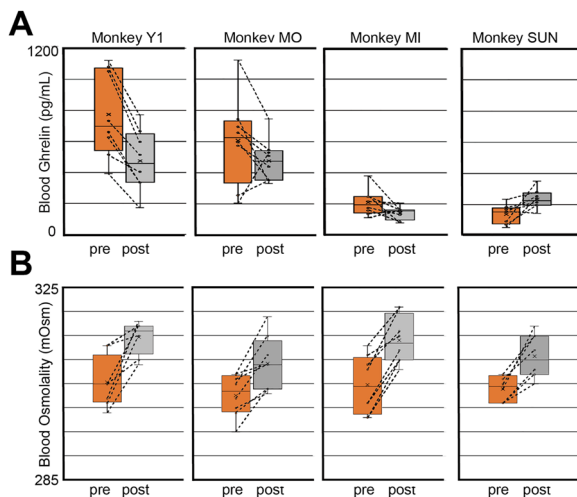 A
Monkey Y1 Monkev MO Monkey MI Monkey SUN
1200
Blood Ghrelin (pg/mL)
0
pre post pre post pre post pre post
B
325
Blood Osmolality (mOsm)
285
pre post pre post pre post pre post